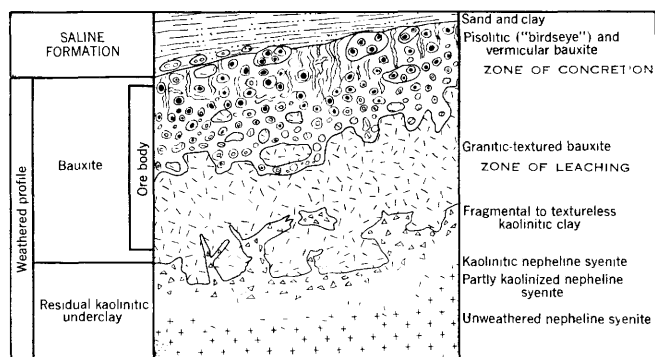 SALINE
FORMATION
Weathered profile
Bauxite
Ore body
Residual kaolinitic
underclay
Sand and clay
Pisolitic ("birdseye") and
vermicular bauxite
ZONE OF CONCRETION
Granitic-textured bauxite
ZONE OF LEACHING
Fragmental to textureless
kaolinitic clay
Kaolinitic nepheline syenite
Partly kaolinized nepheline
syenite
Unweathered nepheline syenite